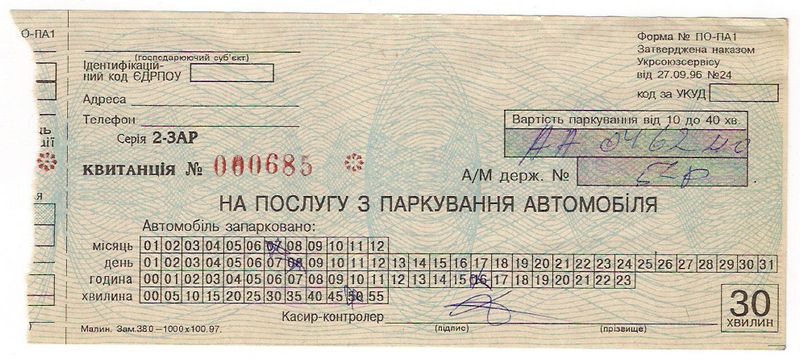 О-ПА1
Форма № ПО-ПА1
Затверджена наказом
Укрсоюзсервісу
від 27.09.96 №24
код за УКУД
(господарюючий суб'єкт)
Ідентифікацій-
ний код ЄДРПОУ
Адреса
Телефон
Серія 2-ЗАР
ції
КВИТАНЦІЯ № 000685
Вартість паркування від 10 до 40 хв.
АА 0462
А/М держ. №
НА ПОСЛУГУ З ПАРКУВАННЯ АВТОМОБІЛЯ
Автомобіль запарковано:
місяць 01 02 03 04 05 06 07 08 09 10 11 12
день 01 02 03 04 05 06 07 08 09 10 11 12 13 14 15 16 17 18 19 20 21 22 23 24 25 26 27 28 29 30 31
година 00 01 02 03 04 05 06 07 08 09 10 11 12 13 14 15 16 17 18 19 20 21 22 23
хвилина 00 05 10 15 20 25 30 35 40 45 50 55
Касир-контролер
(підпис) (прізвище)
30
ХВИЛИН
Малин. Зам.380–1000×100.97.